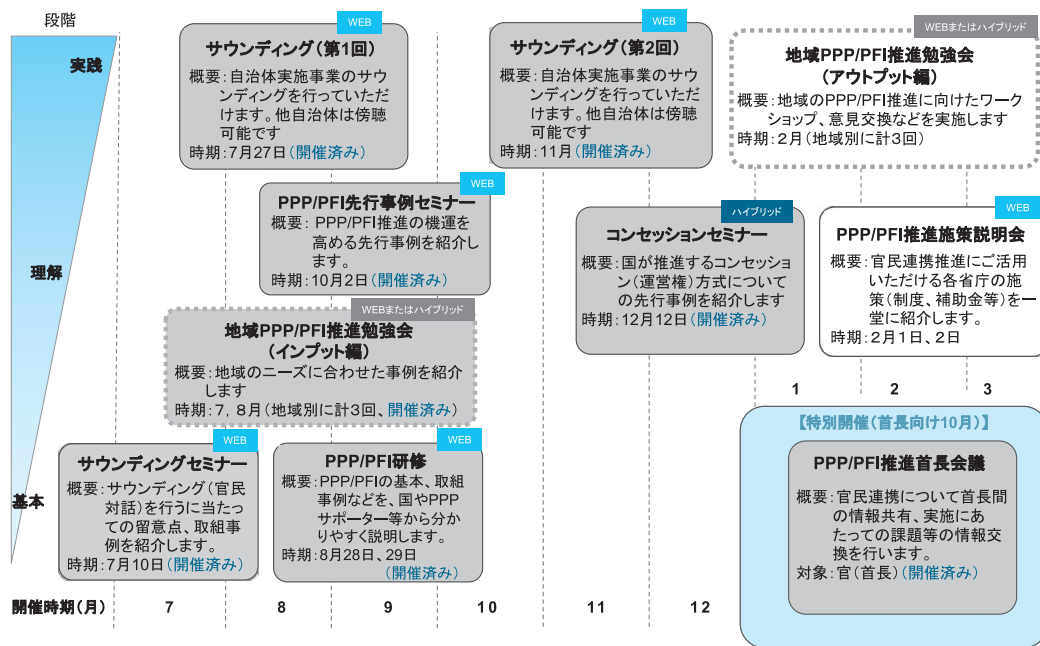 段階
実践
理解
基本
WEB
サウンディング(第1回)
概要:自治体実施事業のサウ
ンディングを行っていただ
けます。他自治体は傍聴
可能です
時期:7月27日(開催済み)
WEB
サウンディング(第2回)
概要:自治体実施事業のサウ
ンディングを行っていただ
けます。他自治体は傍聴
可能です
時期:11月(開催済み)
WEBまたはハイブリッド
地域PPP/PFI推進勉強会
(アウトプット編)
概要:地域のPPP/PFI推進に向けたワーク
ショップ、意見交換などを実施します
時期:2月(地域別に計3回)
WEB
PPP/PFI先行事例セミナー
概要: PPP/PFI推進の機運を
高める先行事例を紹介し
ます。
時期:10月2日(開催済み)
ハイブリッド
コンセッションセミナー
概要:国が推進するコンセッショ
ン(運営権)方式について
の先行事例を紹介します
時期:12月12日(開催済み)
WEB
PPP/PFI推進施策説明会
概要:官民連携推進にご活用
いただける各省庁の施
策(制度、補助金等)を一
堂に紹介します。
時期:2月1日、2日
WEBまたはハイブリッド
地域PPP/PFI推進勉強会
(インプット編)
概要:地域のニーズに合わせた事例を紹介
します
時期:7, 8月(地域別に計3回、開催済み)
WEB
サウンディングセミナー
概要:サウンディング(官民
対話)を行うに当たっ
ての留意点、取組事
例を紹介します。
時期:7月10日(開催済み)
WEB
PPP/PFI研修
概要:PPP/PFIの基本、取組
事例などを、国やPPP
サポーター等から分か
りやすく説明します。
時期:8月28日、29日
(開催済み)
1 2 3
【特別開催(首長向け10月)】
PPP/PFI推進首長会議
概要:官民連携について首長間
の情報共有、実施にあ
たっての課題等の情報交
換を行います。
対象:官(首長)(開催済み)
開催時期(月) 7 8 9 10 11 12